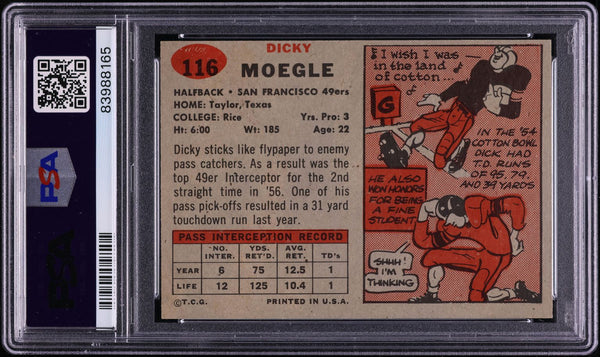 83988165
PSA
PSA
116
DICKY
MOEGLE
HALFBACK • SAN FRANCISCO 49ers
HOME: Taylor, Texas
COLLEGE: Rice Yrs. Pro: 3
Ht: 6:00 Wt: 185 Age: 22
Dicky sticks like flypaper to enemy
pass catchers. As a result was the
top 49er Interceptor for the 2nd
straight time in '56. One of his
pass pick-offs resulted in a 31 yard
touchdown run last year.
PASS INTERCEPTION RECORD
NO. INTER. YDS. RET'D. AVG. RET. TD's
YEAR 6 75 12.5 1
LIFE 12 125 10.4 1
©T.C.G. PRINTED IN U.S.A.
I WISH I WAS
IN THE LAND OF
COTTON...
G
IN THE '54
COTTON BOWL
DICK HAD
T.D. RUNS
OF 95, 79,
AND 34 YARDS
HE ALSO
WON HONORS
FOR BEING
A FINE
STUDENT.
SHHH!
I'M
THINKING